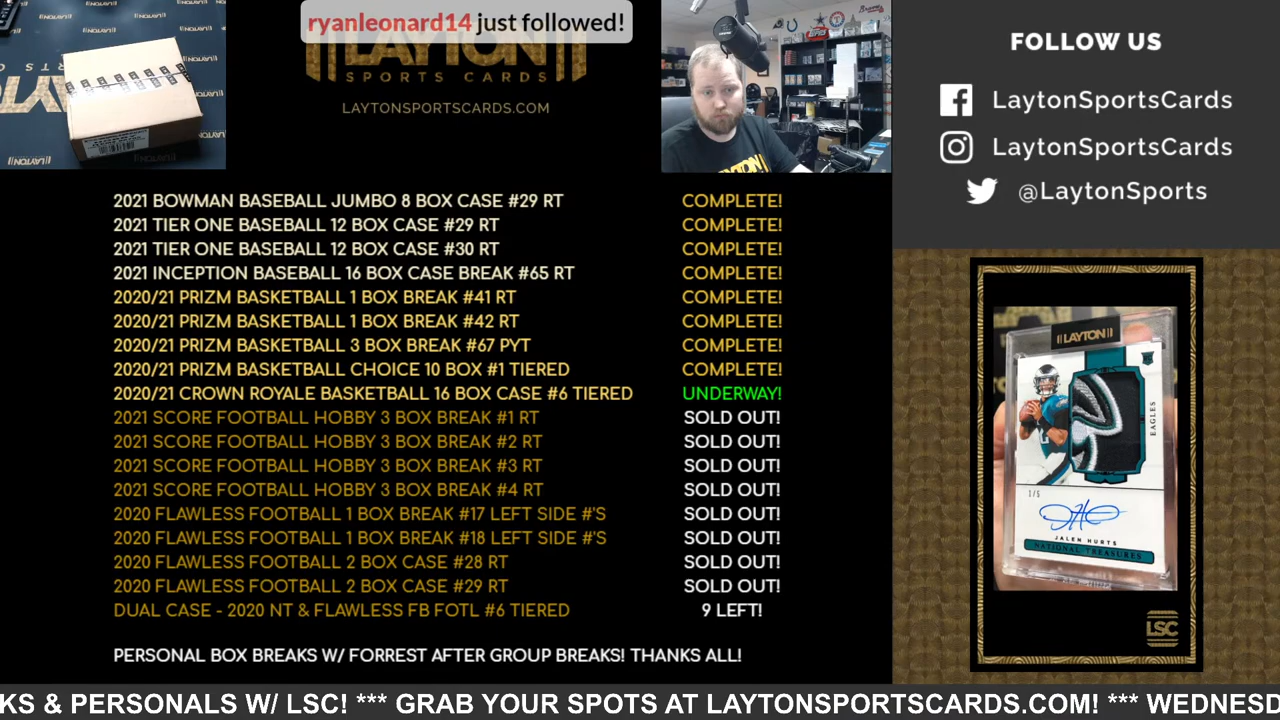 ryanleonard14 just followed!
LAYTON
SPORTS CARDS
LAYTONSPORTSCARDS.COM
2021 BOWMAN BASEBALL JUMBO 8 BOX CASE #29 RT COMPLETE!
2021 TIER ONE BASEBALL 12 BOX CASE #29 RT COMPLETE!
2021 TIER ONE BASEBALL 12 BOX CASE #30 RT COMPLETE!
2021 INCEPTION BASEBALL 16 BOX CASE BREAK #65 RT COMPLETE!
2020/21 PRIZM BASKETBALL 1 BOX BREAK #41 RT COMPLETE!
2020/21 PRIZM BASKETBALL 1 BOX BREAK #42 RT COMPLETE!
2020/21 PRIZM BASKETBALL 3 BOX BREAK #67 PYT COMPLETE!
2020/21 PRIZM BASKETBALL CHOICE 10 BOX #1 TIERED COMPLETE!
2020/21 CROWN ROYALE BASKETBALL 16 BOX CASE #6 TIERED UNDERWAY!
2021 SCORE FOOTBALL HOBBY 3 BOX BREAK #1 RT SOLD OUT!
2021 SCORE FOOTBALL HOBBY 3 BOX BREAK #2 RT SOLD OUT!
2021 SCORE FOOTBALL HOBBY 3 BOX BREAK #3 RT SOLD OUT!
2021 SCORE FOOTBALL HOBBY 3 BOX BREAK #4 RT SOLD OUT!
2020 FLAWLESS FOOTBALL 1 BOX BREAK #17 LEFT SIDE #'S SOLD OUT!
2020 FLAWLESS FOOTBALL 1 BOX BREAK #18 LEFT SIDE #'S SOLD OUT!
2020 FLAWLESS FOOTBALL 2 BOX CASE #28 RT SOLD OUT!
2020 FLAWLESS FOOTBALL 2 BOX CASE #29 RT SOLD OUT!
DUAL CASE - 2020 NT & FLAWLESS FB FOTL #6 TIERED 9 LEFT!
PERSONAL BOX BREAKS W/ FORREST AFTER GROUP BREAKS! THANKS ALL!
FOLLOW US
LaytonSportsCards
LaytonSportsCards
@LaytonSports
LAYTON
EAGLES
1/5
JALEN HURTS
NATIONAL TREASURES
LSC
KS & PERSONALS W/ LSC! *** GRAB YOUR SPOTS AT LAYTONSPORTSCARDS.COM! *** WEDNESD